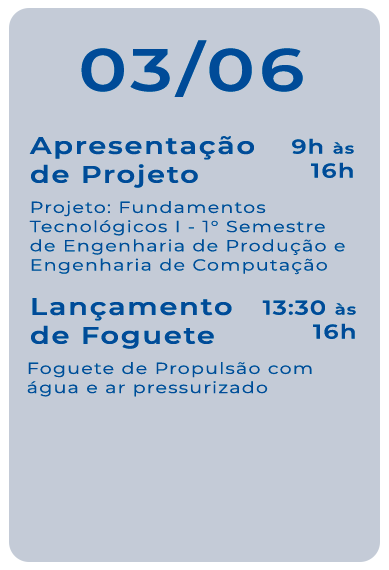 03/06
Apresentação 9h às
de Projeto 16h
Projeto: Fundamentos
Tecnológicos I - 1º Semestre
de Engenharia de Produção e
Engenharia de Computação
Lançamento 13:30 às
de Foguete 16h
Foguete de Propulsão com
água e ar pressurizado